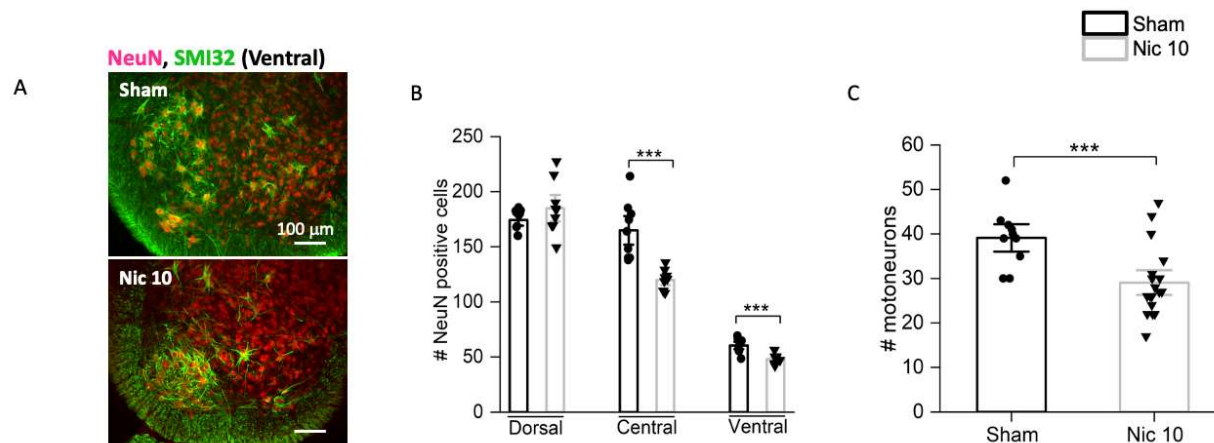 Sham
Nic 10
A
NeuN, SMI32 (Ventral)
Sham
100 µm
Nic 10
B
# NeuN positive cells
250
200
150
100
50
0
***
***
Dorsal
Central
Ventral
C
# motoneurons
60
50
40
30
20
10
0
***
Sham
Nic 10